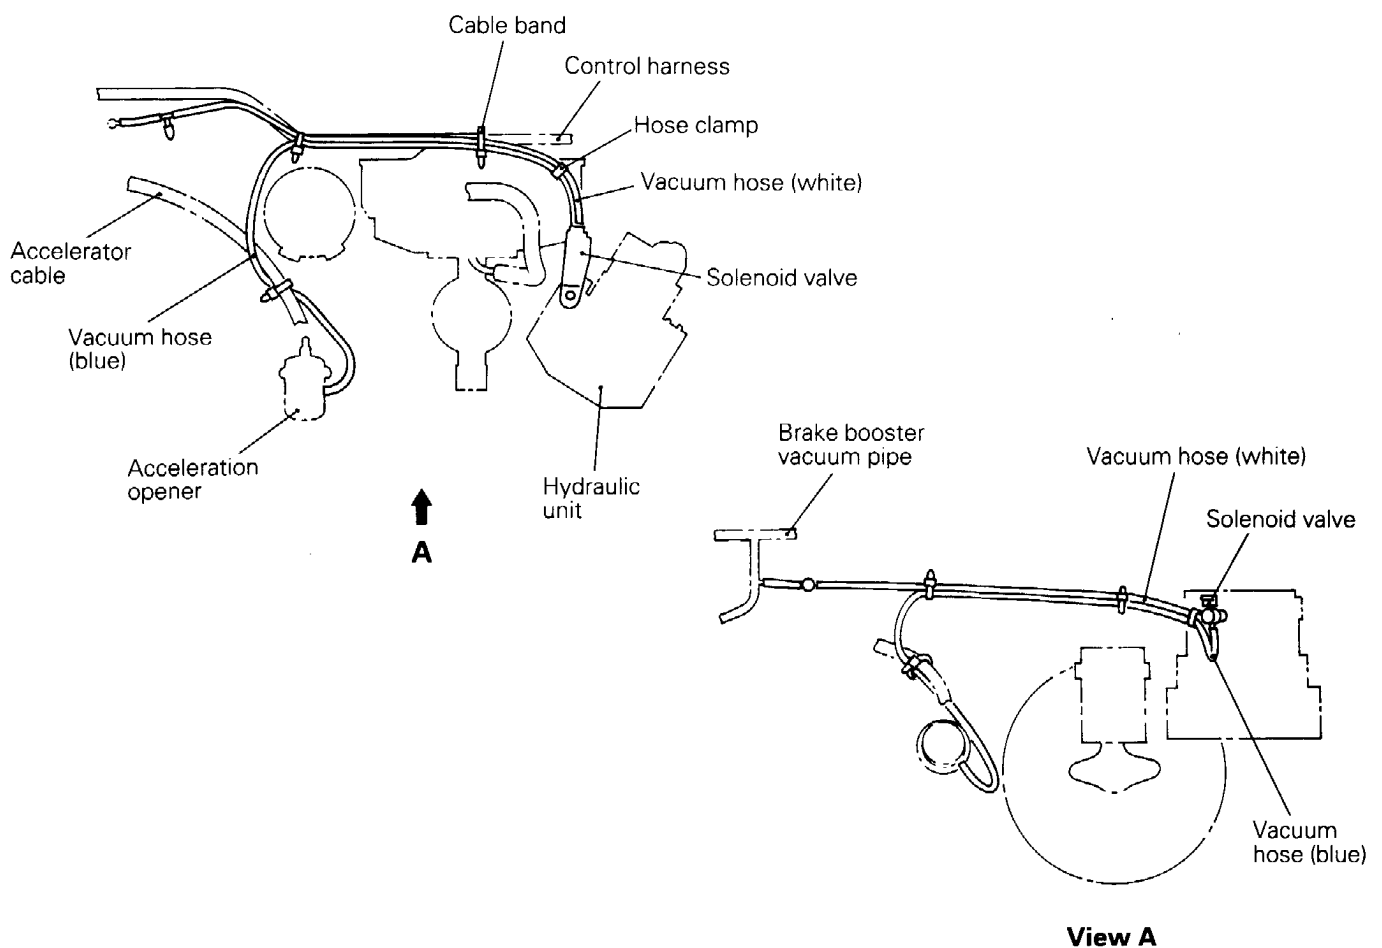 Cable band
Control harness
Hose clamp
Vacuum hose (white)
Accelerator
cable
Solenoid valve
Vacuum hose
(blue)
Acceleration
opener
Hydraulic
unit
A
Brake booster
vacuum pipe
Vacuum hose (white)
Solenoid valve
Vacuum
hose (blue)
View A